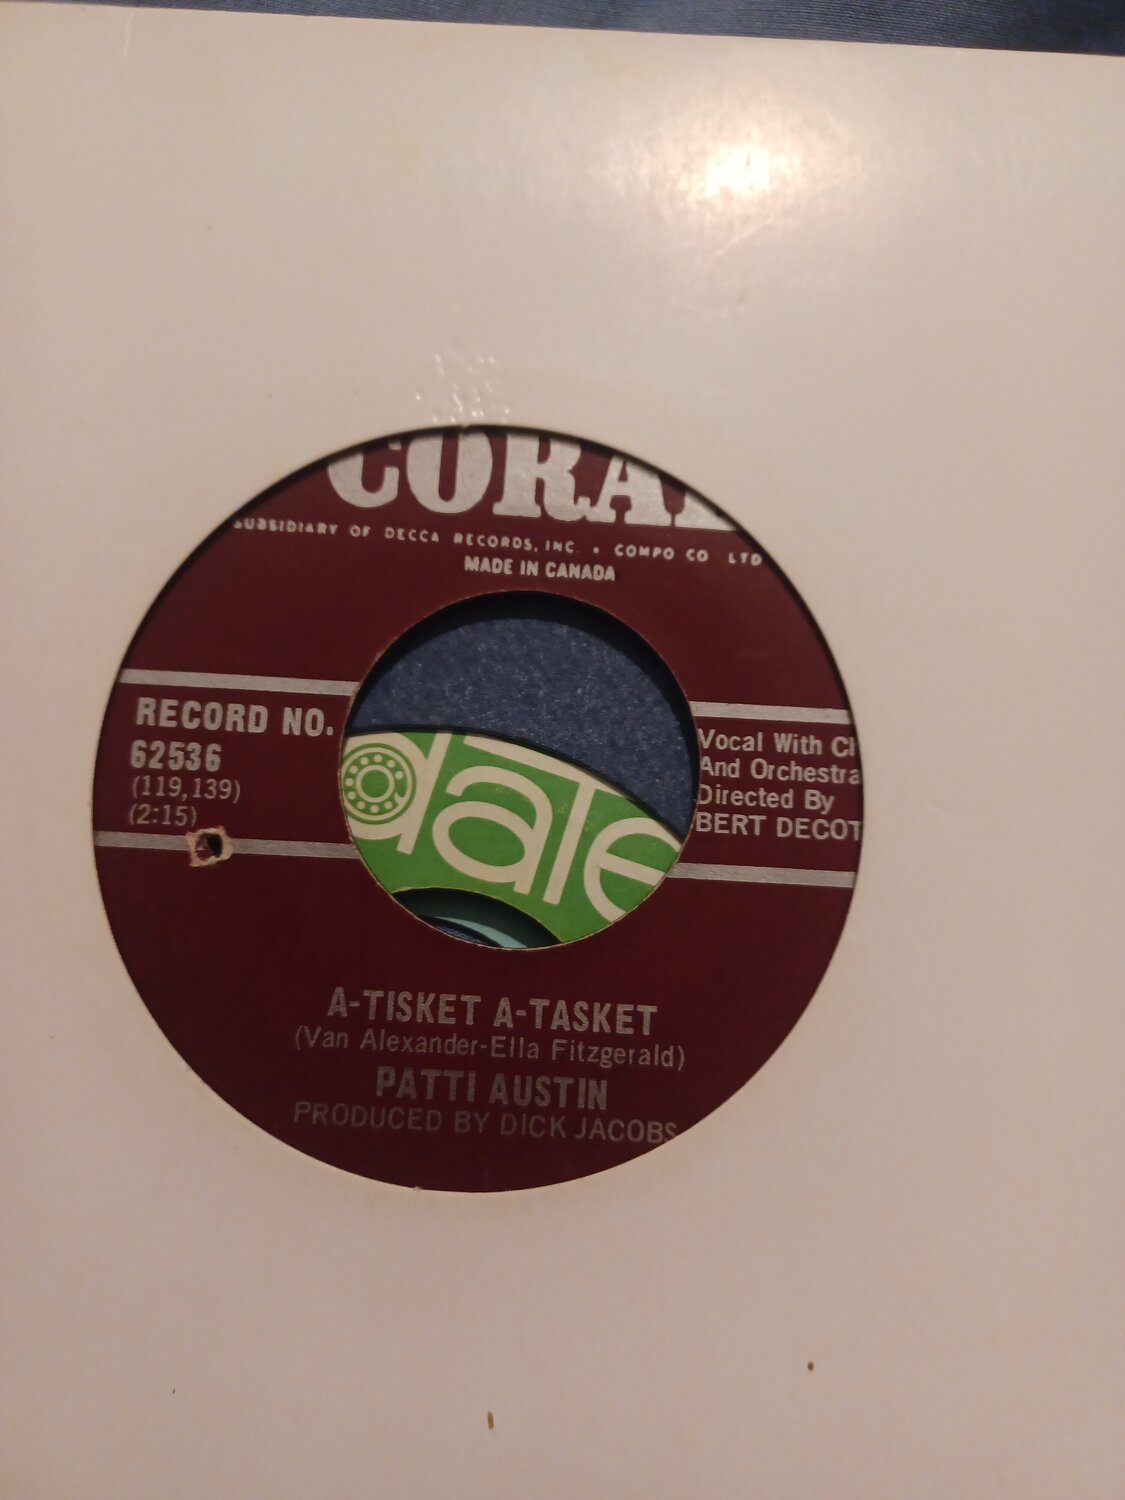 CORAL
SUBSIDIARY OF DECCA RECORDS, INC. • COMPO CO LTD
MADE IN CANADA
RECORD NO.
62536
(119,139)
(2:15)
Vocal With
And Orchestra
Directed By
BERT DECOT
date
A-TISKET A-TASKET
(Van Alexander-Ella Fitzgerald)
PATTI AUSTIN
PRODUCED BY DICK JACOBS